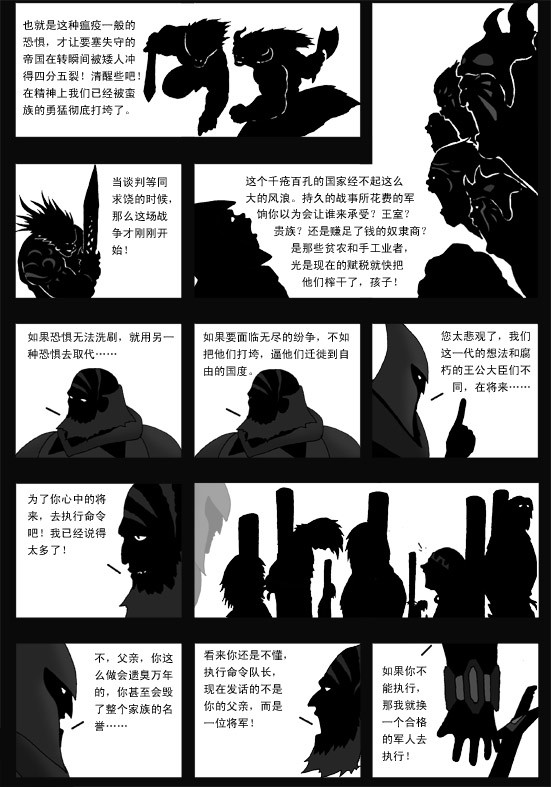 也就是这种瘟疫一般的
恐惧，才让要塞失守的
帝国在转瞬间被矮人冲
得四分五裂！清醒些吧！
在精神上我们已经被蛮
族的勇猛彻底打垮了。
当谈判等同
求饶的时候，
那么这场战
争才刚刚开
始！
这个千疮百孔的国家经不起这么
大的风浪。持久的战事所花费的军
饷你以为会让谁来承受？王室？
贵族？还是赚足了钱的奴隶商？
是那些贫农和手工业者，
光是现在的赋税就快把
他们榨干了，孩子！
如果恐惧无法洗刷，就用另一
种恐惧去取代……
如果要面临无尽的纷争，不如
把他们打垮，逼他们迁徙到自
由的国度。
您太悲观了，我们
这一代的想法和腐
朽的王公大臣们不
同，在将来……
为了你心中的将
来，去执行命令
吧！我已经说得
太多了！
不，父亲，你这
么做会遗臭万年
的，你甚至会毁
了整个家族的名
誉……
看来你还是不懂，
执行命令队长，
现在发话的不是
你的父亲，而是
一位将军！
如果你不
能执行，
那我就换
一个合格
的军人去
执行！